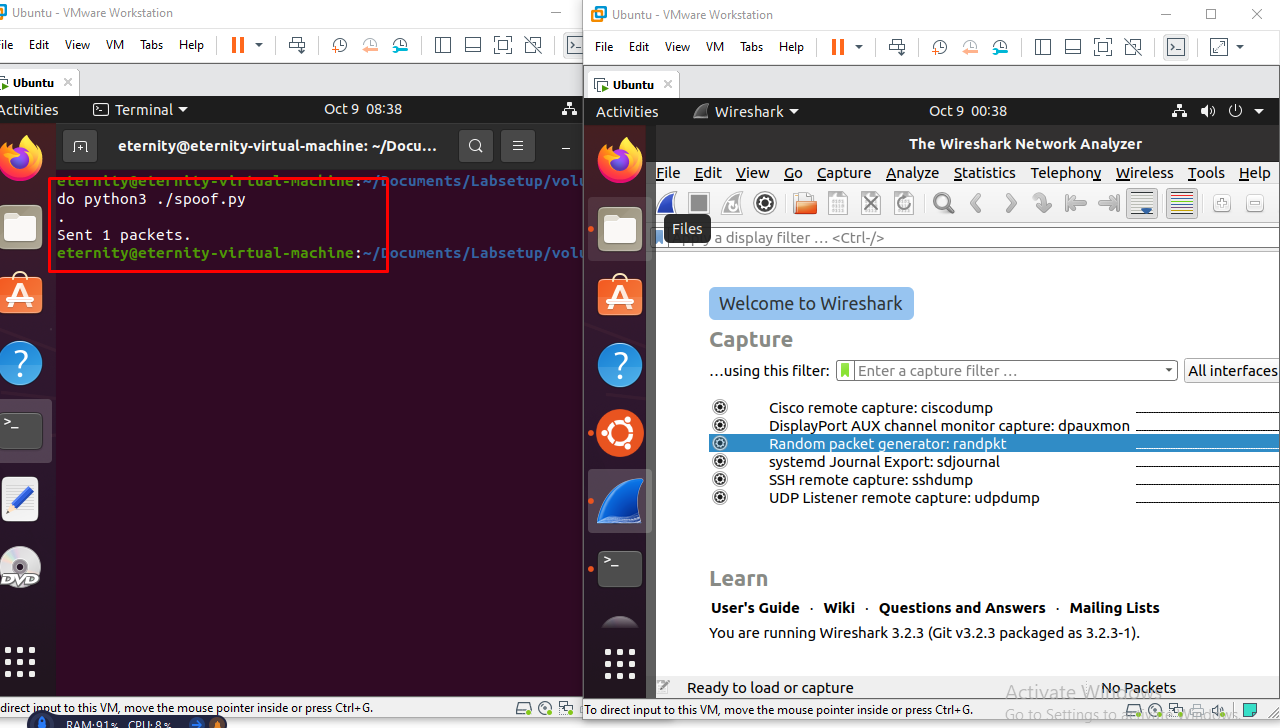 Ubuntu - VMware Workstation
ile Edit View VM Tabs Help
Ubuntu
Activities Terminal Oct 9 08:38
eternity@eternity-virtual-machine: ~/Docu...
eternity@eternity-virtual-machine:~/Documents/Labsetup/volu
do python3 ./spoof.py
.
Sent 1 packets.
eternity@eternity-virtual-machine:~/Documents/Labsetup/volu
>_
DVD
direct input to this VM, move the mouse pointer inside or press Ctrl+G.
RAM:91% CPU:8%
Ubuntu - VMware Workstation
File Edit View VM Tabs Help
Ubuntu
Activities Wireshark Oct 9 00:38
The Wireshark Network Analyzer
File Edit View Go Capture Analyze Statistics Telephony Wireless Tools Help
Files
a display filter … <Ctrl-/>
Welcome to Wireshark
Capture
…using this filter: Enter a capture filter … All interfaces
Cisco remote capture: ciscodump
DisplayPort AUX channel monitor capture: dpauxmon
Random packet generator: randpkt
systemd Journal Export: sdjournal
SSH remote capture: sshdump
UDP Listener remote capture: udpdump
>_
Learn
User's Guide · Wiki · Questions and Answers · Mailing Lists
You are running Wireshark 3.2.3 (Git v3.2.3 packaged as 3.2.3-1).
Ready to load or capture No Packets
Activate Windows
Go to Settings to activate Windows.
To direct input to this VM, move the mouse pointer inside or press Ctrl+G.